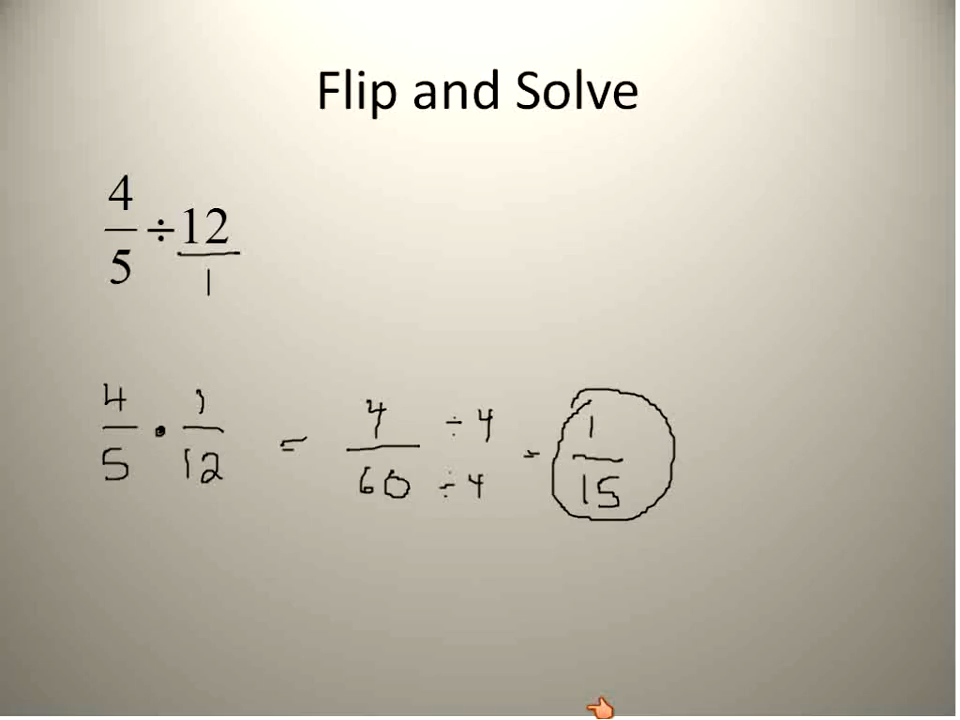 Flip and Solve
4/5 ÷ 12/1
4/5 • 1/12 = 4/60 ÷4/÷4 = 1/15